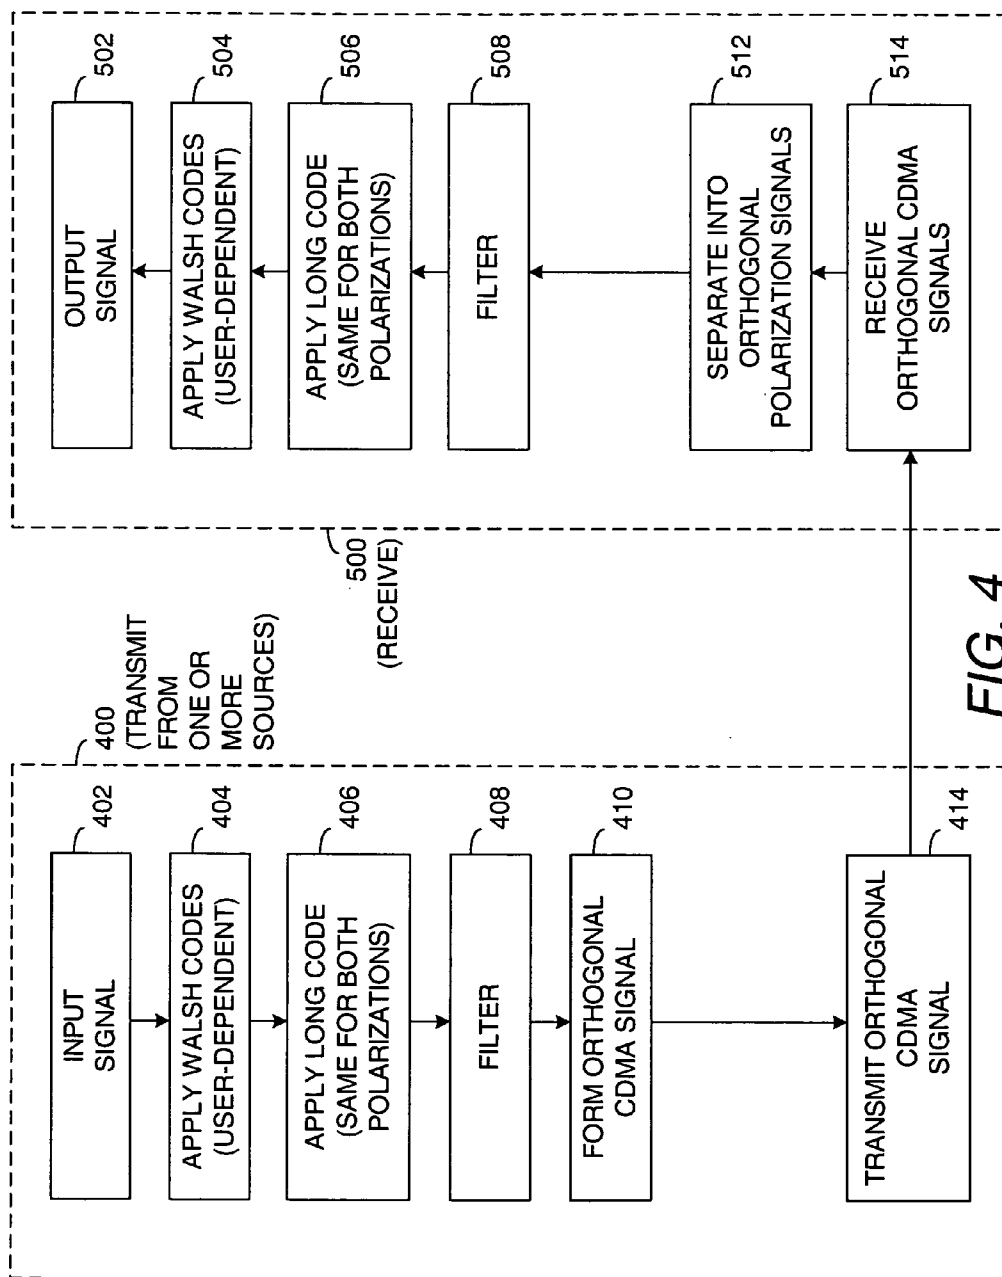 400
(TRANSMIT
FROM
ONE OR
MORE
SOURCES)
402
INPUT
SIGNAL
404
APPLY WALSH CODES
(USER-DEPENDENT)
406
APPLY LONG CODE
(SAME FOR BOTH
POLARIZATIONS)
408
FILTER
410
FORM ORTHOGONAL
CDMA SIGNAL
414
TRANSMIT ORTHOGONAL
CDMA
SIGNAL
500
(RECEIVE)
502
OUTPUT
SIGNAL
504
APPLY WALSH CODES
(USER-DEPENDENT)
506
APPLY LONG CODE
(SAME FOR BOTH
POLARIZATIONS)
508
FILTER
512
SEPARATE INTO
ORTHOGONAL
POLARIZATION SIGNALS
514
RECEIVE
ORTHOGONAL CDMA
SIGNALS
FIG. 4